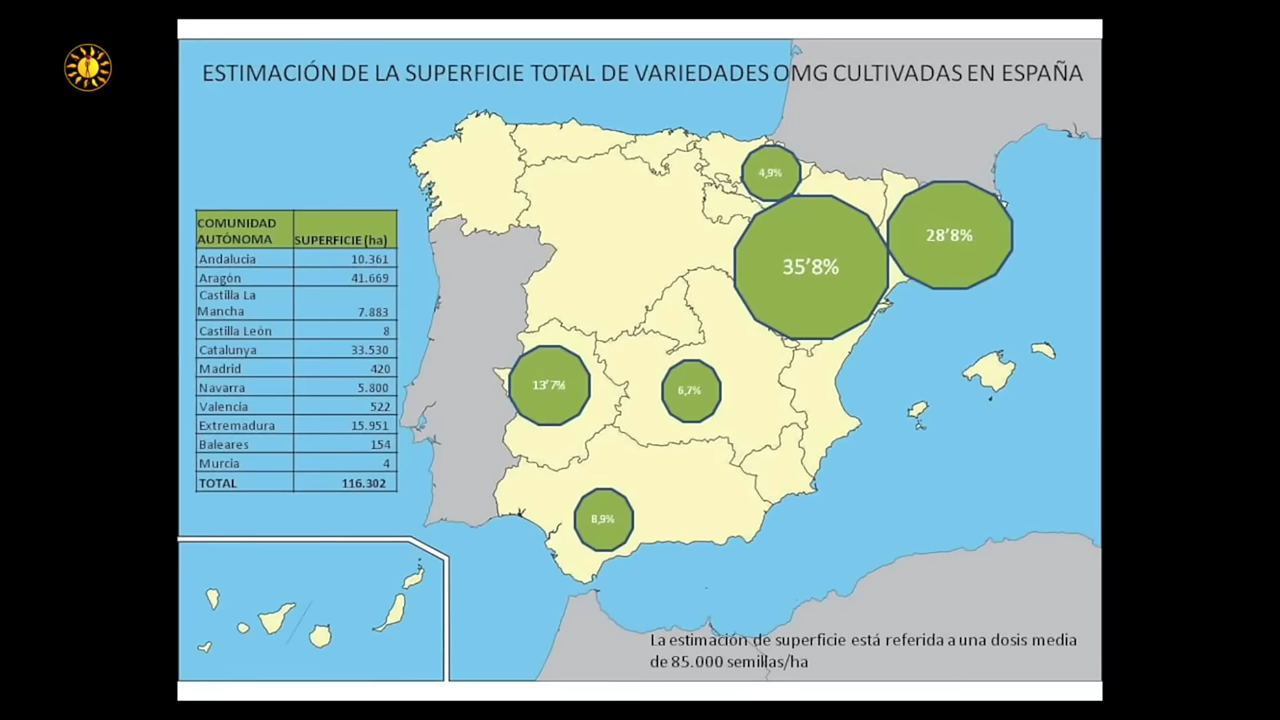 ESTIMACIÓN DE LA SUPERFICIE TOTAL DE VARIEDADES OMG CULTIVADAS EN ESPAÑA
4,9%
28'8%
35'8%
13'7%
6,7%
8,9%
COMUNIDAD
AUTÓNOMA SUPERFICIE (ha)
Andalucia 10.361
Aragón 41.669
Castilla La
Mancha 7.883
Castilla León 8
Catalunya 33.530
Madrid 420
Navarra 5.800
Valencia 522
Extremadura 15.951
Baleares 154
Murcia 4
TOTAL 116.302
La estimación de superficie está referida a una dosis media
de 85.000 semillas/ha